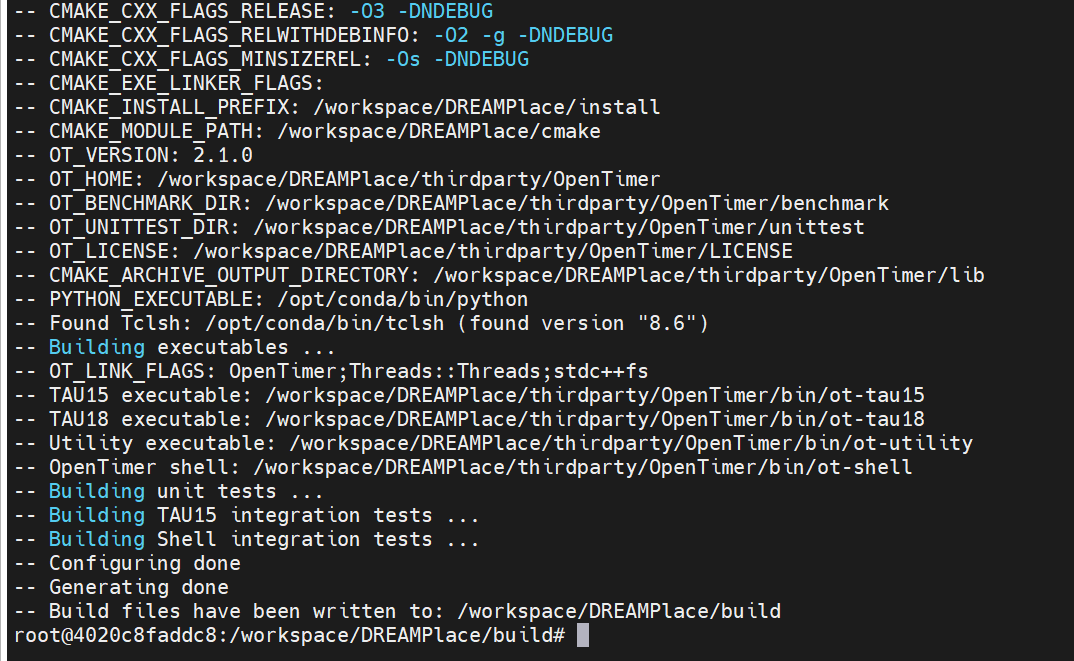 -- CMAKE_CXX_FLAGS_RELEASE: -O3 -DNDEBUG
-- CMAKE_CXX_FLAGS_RELWITHDEBINFO: -O2 -g -DNDEBUG
-- CMAKE_CXX_FLAGS_MINSIZEREL: -Os -DNDEBUG
-- CMAKE_EXE_LINKER_FLAGS:
-- CMAKE_INSTALL_PREFIX: /workspace/DREAMPlace/install
-- CMAKE_MODULE_PATH: /workspace/DREAMPlace/cmake
-- OT_VERSION: 2.1.0
-- OT_HOME: /workspace/DREAMPlace/thirdparty/OpenTimer
-- OT_BENCHMARK_DIR: /workspace/DREAMPlace/thirdparty/OpenTimer/benchmark
-- OT_UNITTEST_DIR: /workspace/DREAMPlace/thirdparty/OpenTimer/unittest
-- OT_LICENSE: /workspace/DREAMPlace/thirdparty/OpenTimer/LICENSE
-- CMAKE_ARCHIVE_OUTPUT_DIRECTORY: /workspace/DREAMPlace/thirdparty/OpenTimer/lib
-- PYTHON_EXECUTABLE: /opt/conda/bin/python
-- Found Tclsh: /opt/conda/bin/tclsh (found version "8.6")
-- Building executables ...
-- OT_LINK_FLAGS: OpenTimer;Threads::Threads;stdc++fs
-- TAU15 executable: /workspace/DREAMPlace/thirdparty/OpenTimer/bin/ot-tau15
-- TAU18 executable: /workspace/DREAMPlace/thirdparty/OpenTimer/bin/ot-tau18
-- Utility executable: /workspace/DREAMPlace/thirdparty/OpenTimer/bin/ot-utility
-- OpenTimer shell: /workspace/DREAMPlace/thirdparty/OpenTimer/bin/ot-shell
-- Building unit tests ...
-- Building TAU15 integration tests ...
-- Building Shell integration tests ...
-- Configuring done
-- Generating done
-- Build files have been written to: /workspace/DREAMPlace/build
root@4020c8faddc8:/workspace/DREAMPlace/build#